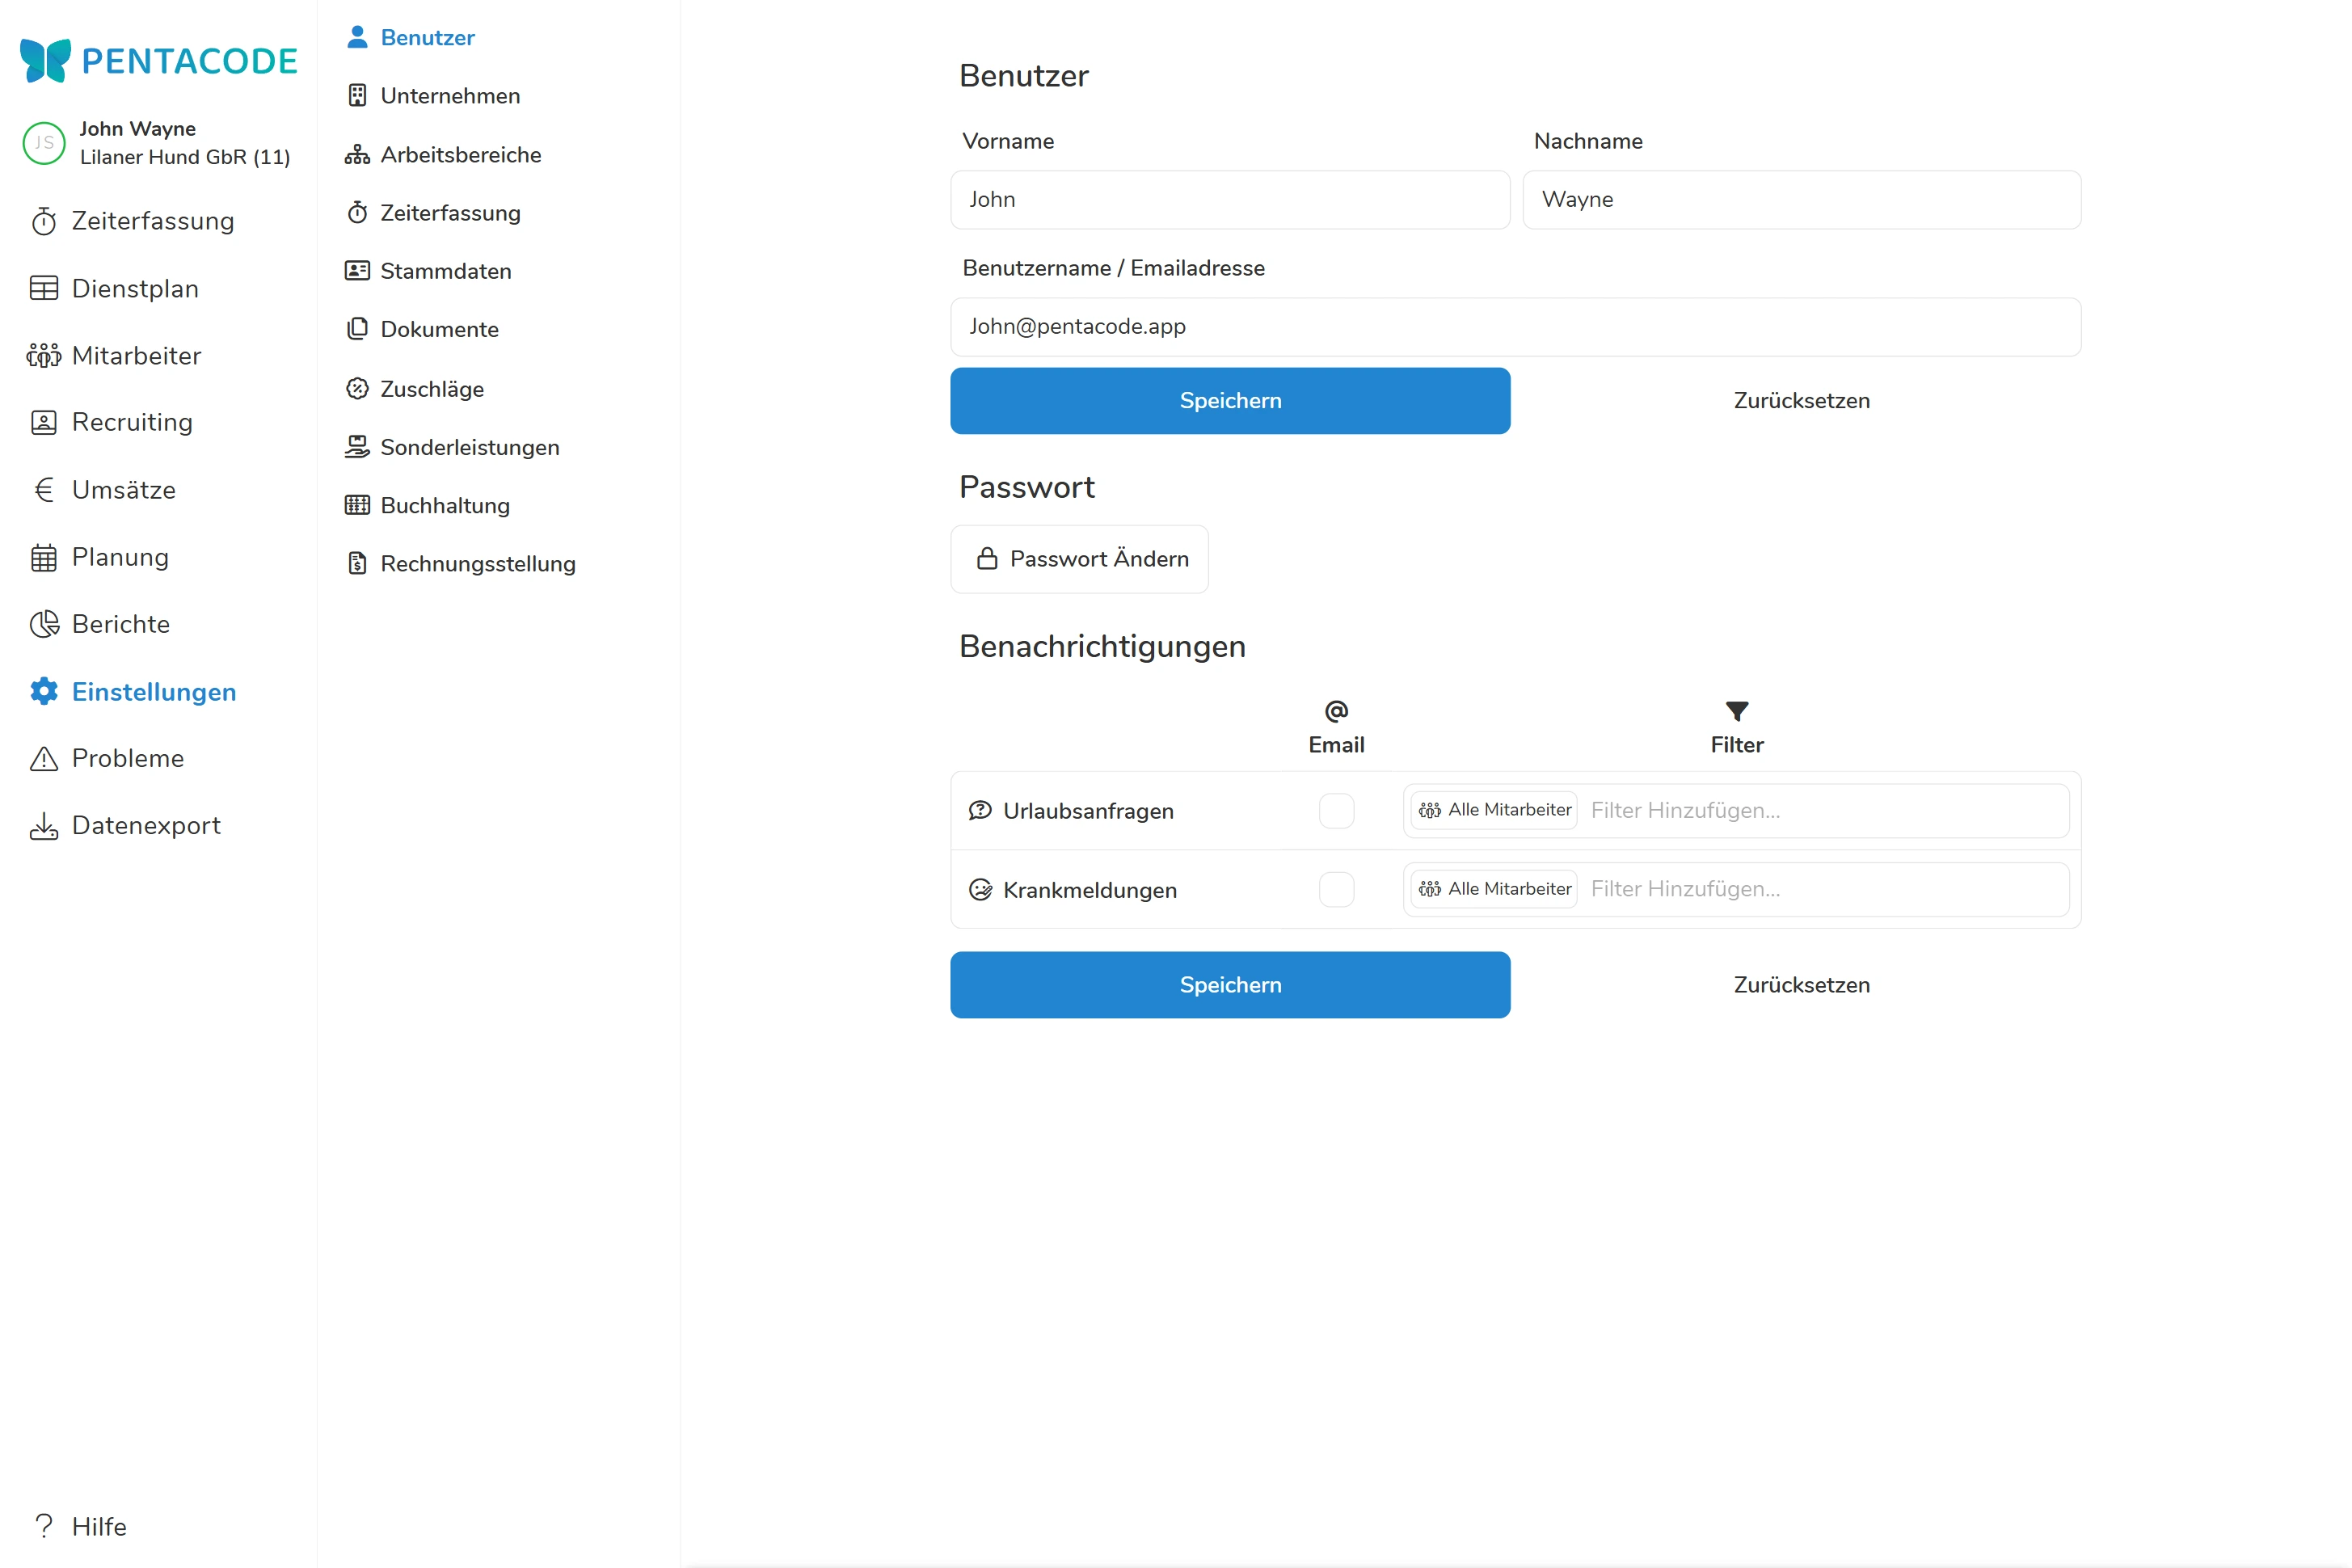 PENTACODE
JS
John Wayne
Lilaner Hund GbR (11)
Zeiterfassung
Dienstplan
Mitarbeiter
Recruiting
Umsätze
Planung
Berichte
Einstellungen
Probleme
Datenexport
Hilfe
Benutzer
Unternehmen
Arbeitsbereiche
Zeiterfassung
Stammdaten
Dokumente
Zuschläge
Sonderleistungen
Buchhaltung
Rechnungsstellung
Benutzer
Vorname Nachname
John Wayne
Benutzername / Emailadresse
John@pentacode.app
Speichern Zurücksetzen
Passwort
Passwort Ändern
Benachrichtigungen
Email Filter
Urlaubsanfragen Alle Mitarbeiter Filter Hinzufügen...
Krankmeldungen Alle Mitarbeiter Filter Hinzufügen...
Speichern Zurücksetzen